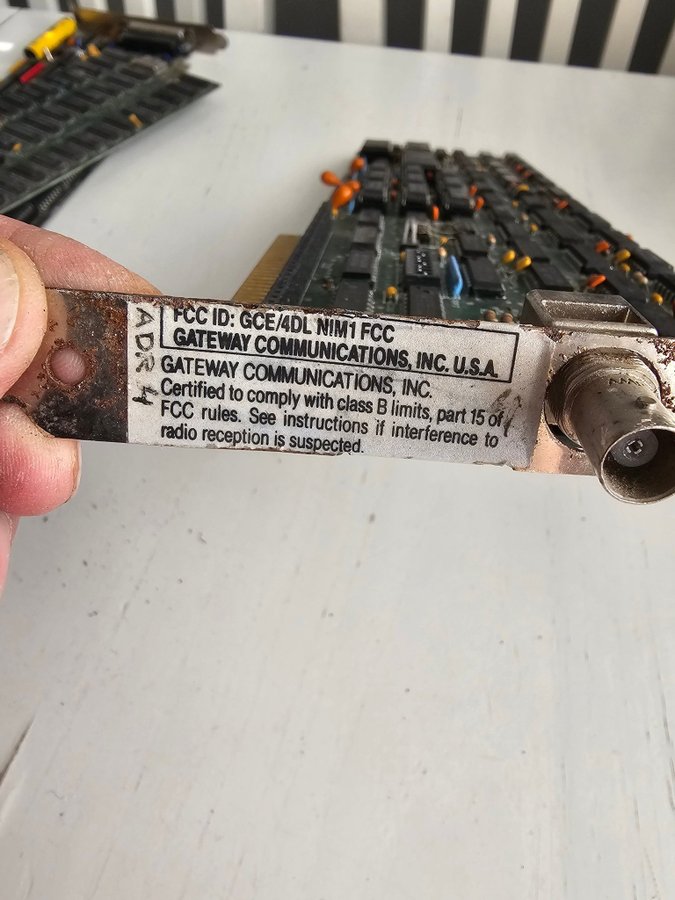 FCC ID: GCE/4DL NIM1 FCC
GATEWAY COMMUNICATIONS, INC. U.S.A.
GATEWAY COMMUNICATIONS, INC.
Certified to comply with class B limits, part 15 of
FCC rules. See instructions if interference to
radio reception is suspected.
ADR 4